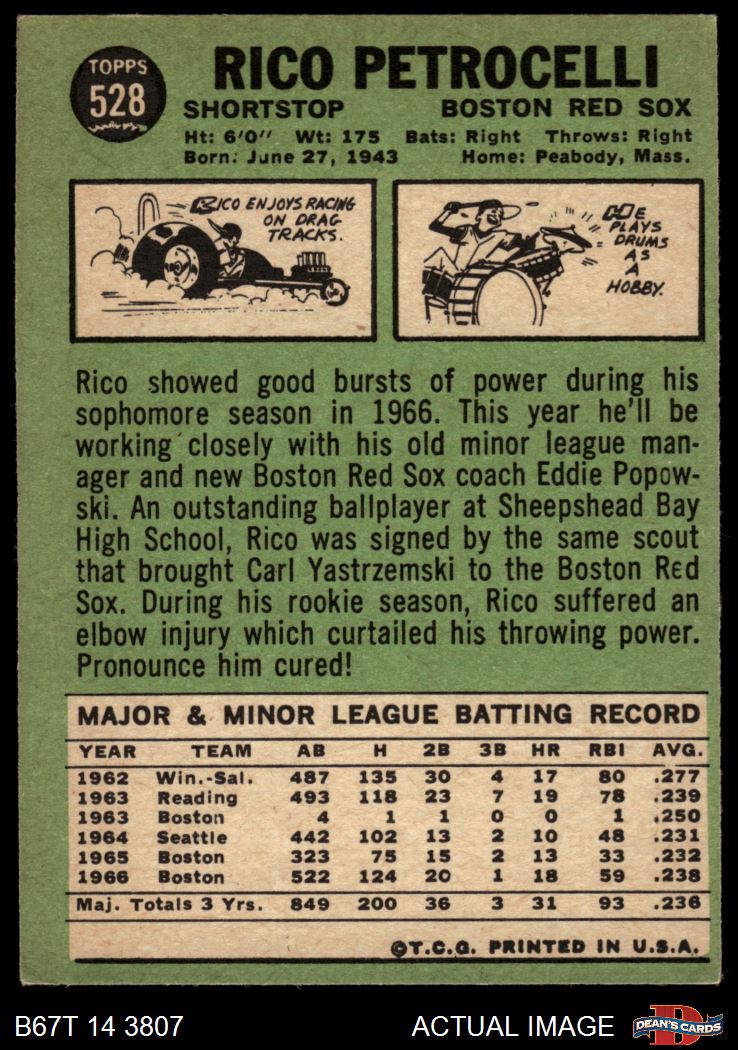 TOPPS
528
RICO PETROCELLI
SHORTSTOP BOSTON RED SOX
Ht: 6'0" Wt: 175 Bats: Right Throws: Right
Born: June 27, 1943 Home: Peabody, Mass.
RICO ENJOYS RACING
ON DRAG
TRACKS.
HE
PLAYS
DRUMS
AS
A
HOBBY.
Rico showed good bursts of power during his
sophomore season in 1966. This year he'll be
working closely with his old minor league man-
ager and new Boston Red Sox coach Eddie Popow-
ski. An outstanding ballplayer at Sheepshead Bay
High School, Rico was signed by the same scout
that brought Carl Yastrzemski to the Boston Red
Sox. During his rookie season, Rico suffered an
elbow injury which curtailed his throwing power.
Pronounce him cured!
MAJOR & MINOR LEAGUE BATTING RECORD
YEAR TEAM AB H 2B 3B HR RBI AVG.
1962 Win.-Sal. 487 135 30 4 17 80 .277
1963 Reading 493 118 23 7 19 78 .239
1963 Boston 4 1 1 0 0 1 .250
1964 Seattle 442 102 13 2 10 48 .231
1965 Boston 323 75 15 2 13 33 .232
1966 Boston 522 124 20 1 18 59 .238
Maj. Totals 3 Yrs. 849 200 36 3 31 93 .236
©T.C.G. PRINTED IN U.S.A.
B67T 14 3807 ACTUAL IMAGE
D
DEAN'S CARDS